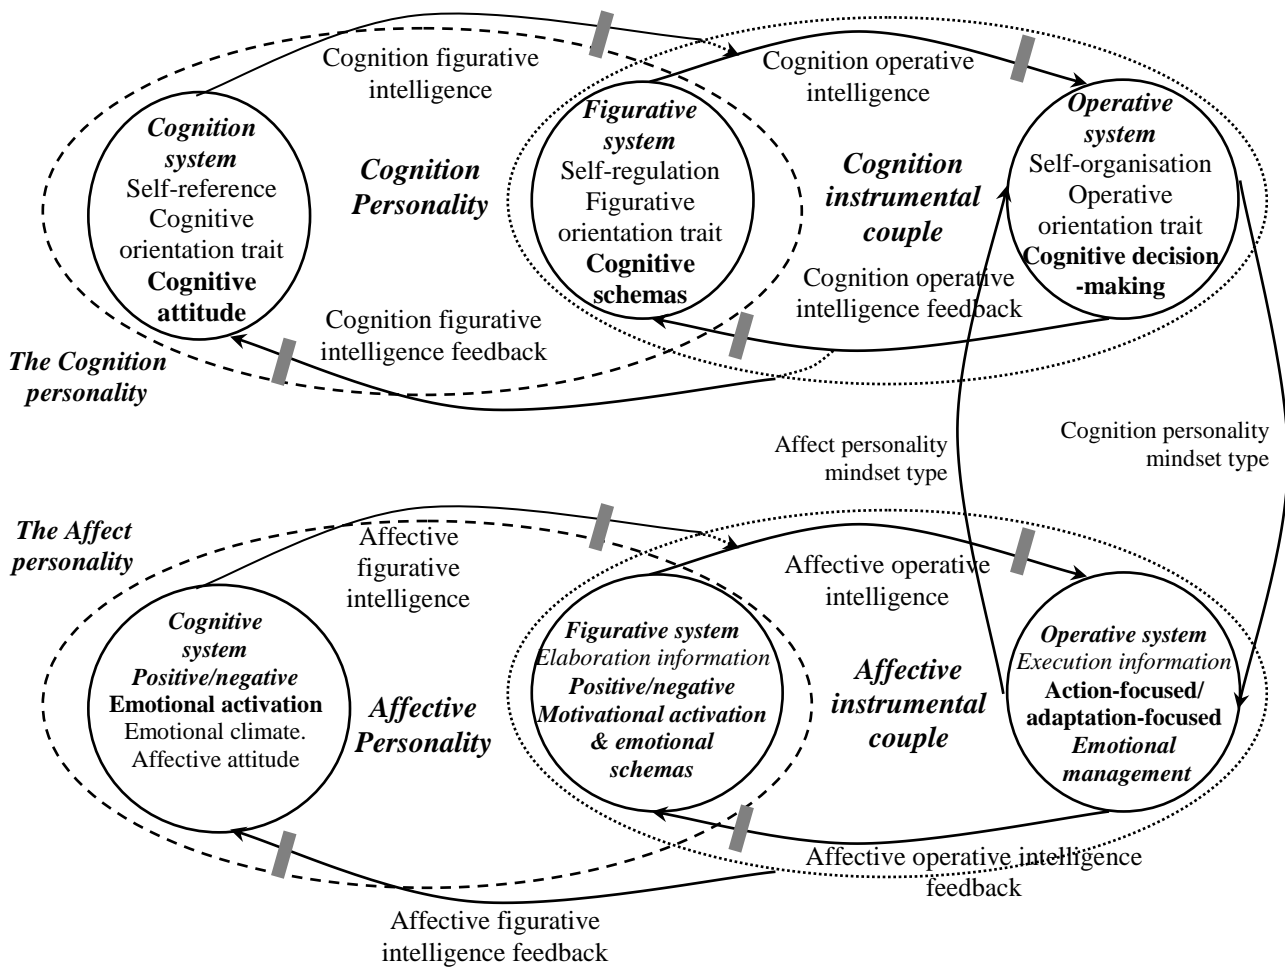 Cognition figurative
intelligence
Cognition operative
intelligence
Cognition
system
Self-reference
Cognitive
orientation trait
Cognitive
attitude
Cognition
Personality
Figurative
system
Self-regulation
Figurative
orientation trait
Cognitive
schemas
Cognition
instrumental
couple
Operative
system
Self-organisation
Operative
orientation trait
Cognitive decision
-making
Cognition figurative
intelligence feedback
Cognition operative
intelligence feedback
The Cognition
personality
Affect personality
mindset type
Cognition personality
mindset type
The Affect
personality
Affective
figurative
intelligence
Affective operative
intelligence
Cognitive
system
Positive/negative
Emotional activation
Emotional climate.
Affective attitude
Affective
Personality
Figurative system
Elaboration information
Positive/negative
Motivational activation
& emotional
schemas
Affective
instrumental
couple
Operative system
Execution information
Action-focused/
adaptation-focused
Emotional
management
Affective figurative
intelligence feedback
Affective operative intelligence
feedback